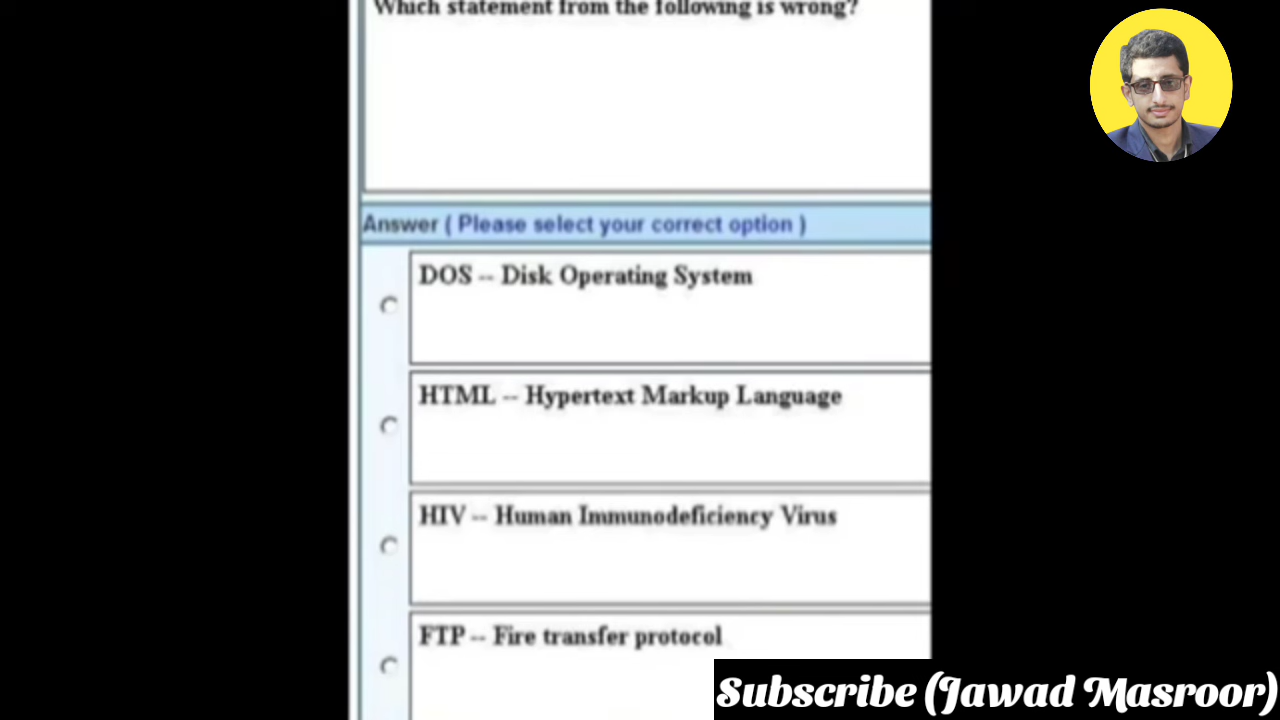 Which statement from the following is wrong?
Answer ( Please select your correct option )
DOS -- Disk Operating System
HTML -- Hypertext Markup Language
HIV -- Human Immunodeficiency Virus
FTP -- Fire transfer protocol
Subscribe (Jawad Masroor)